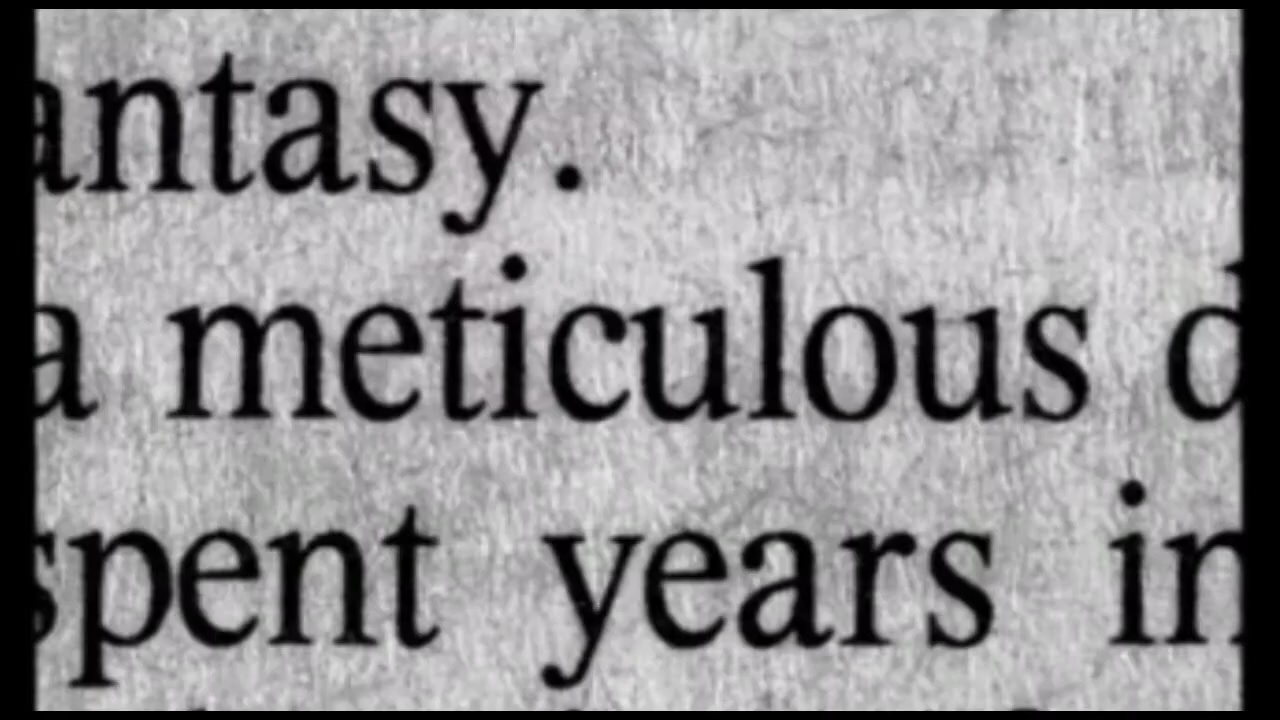 antasy.
a meticulous d
spent years in